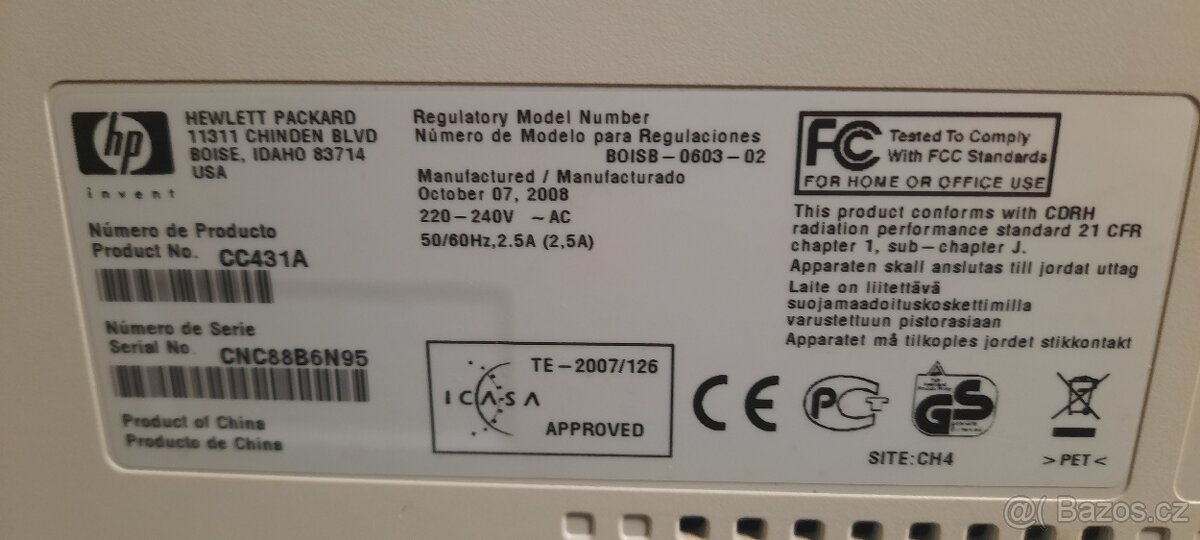 hp
invent
HEWLETT PACKARD
11311 CHINDEN BLVD
BOISE, IDAHO 83714
USA
Número de Producto
Product No. CC431A
Número de Serie
Serial No. CNC88B6N95
Product of China
Producto de China
Regulatory Model Number
Número de Modelo para Regulaciones
BOISB-0603-02
Manufactured / Manufacturado
October 07, 2008
220-240V ~AC
50/60Hz,2.5A (2,5A)
TE-2007/126
ICASA
APPROVED
FC Tested To Comply
With FCC Standards
FOR HOME OR OFFICE USE
This product conforms with CDRH
radiation performance standard 21 CFR
chapter 1, sub-chapter J.
Apparaten skall anslutas till jordat uttag
Laite on liitettävä
suojamaadoituskoskettimilla
varustettuun pistorasiaan
Apparatet må tilkoples jordet stikkontakt
CE
PCT
GS
SITE:CH4
>PET<
@( Bazos.cz